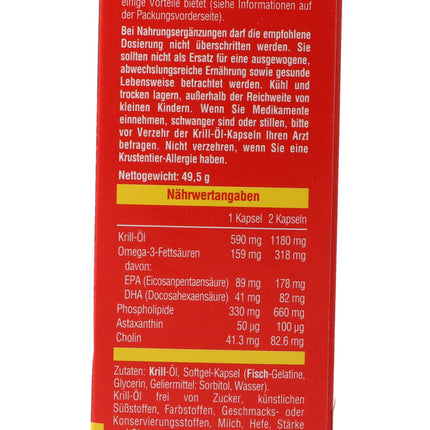 einige Vorteile bietet (siehe Informationen auf
der Packungsvorderseite).
Bei Nahrungsergänzungen darf die empfohlene
Dosierung nicht überschritten werden. Sie
sollten nicht als Ersatz für eine ausgewogene,
abwechslungsreiche Ernährung sowie gesunde
Lebensweise betrachtet werden. Kühl und
trocken lagern, außerhalb der Reichweite von
kleinen Kindern. Wenn Sie Medikamente
einnehmen, schwanger sind oder stillen, bitte
vor Verzehr der Krill-Öl-Kapseln Ihren Arzt
befragen. Nicht verzehren, wenn Sie eine
Krustentier-Allergie haben.
Nettogewicht: 49,5 g
Nährwertangaben
1 Kapsel 2 Kapseln
Krill-Öl 590 mg 1180 mg
Omega-3-Fettsäuren 159 mg 318 mg
davon:
EPA (Eicosanpentaensäure) 89 mg 178 mg
DHA (Docosahexaensäure) 41 mg 82 mg
Phospholipide 330 mg 660 mg
Astaxanthin 50 µg 100 µg
Cholin 41.3 mg 82.6 mg
Zutaten: Krill-Öl, Softgel-Kapsel (Fisch-Gelatine,
Glycerin, Geliermittel: Sorbitol, Wasser).
Krill-Öl frei von Zucker, künstlichen
Süßstoffen, Farbstoffen, Geschmacks- oder
Konservierungsstoffen, Milch, Hefe, Stärke